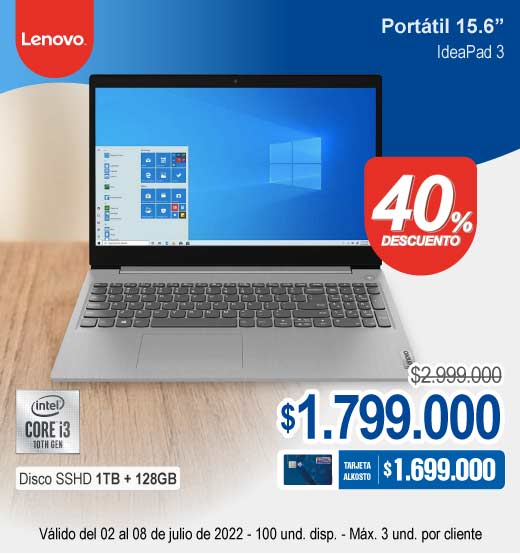 Lenovo
Portátil 15.6”
IdeaPad 3
40%
DESCUENTO
$2.999.000
$1.799.000
TARJETA
ALKOSTO
$1.699.000
intel
CORE i3
10TH GEN
Disco SSHD 1TB + 128GB
Válido del 02 al 08 de julio de 2022 - 100 und. disp. - Máx. 3 und. por cliente